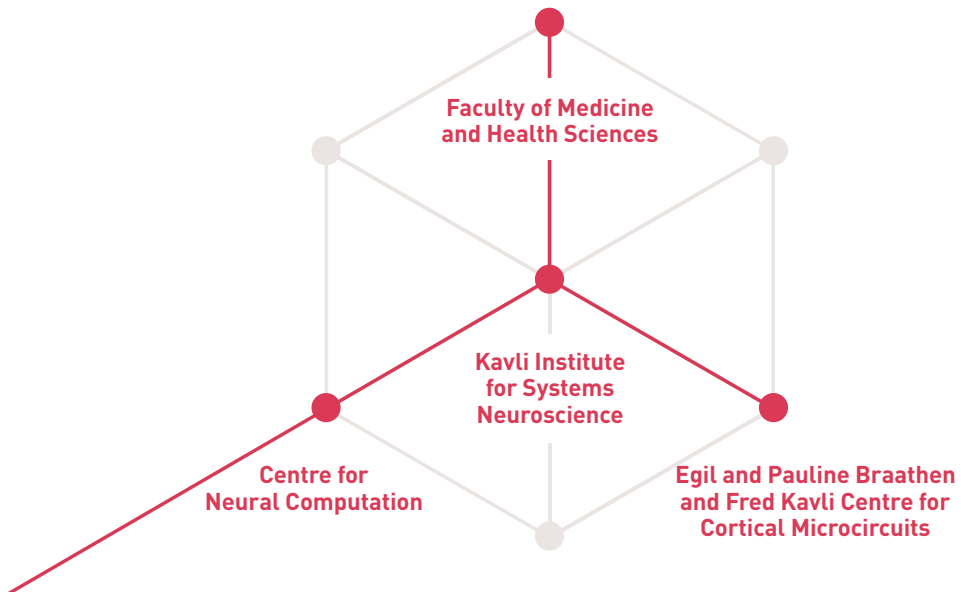 Faculty of Medicine
and Health Sciences
Kavli Institute
for Systems
Neuroscience
Centre for
Neural Computation
Egil and Pauline Braathen
and Fred Kavli Centre for
Cortical Microcircuits